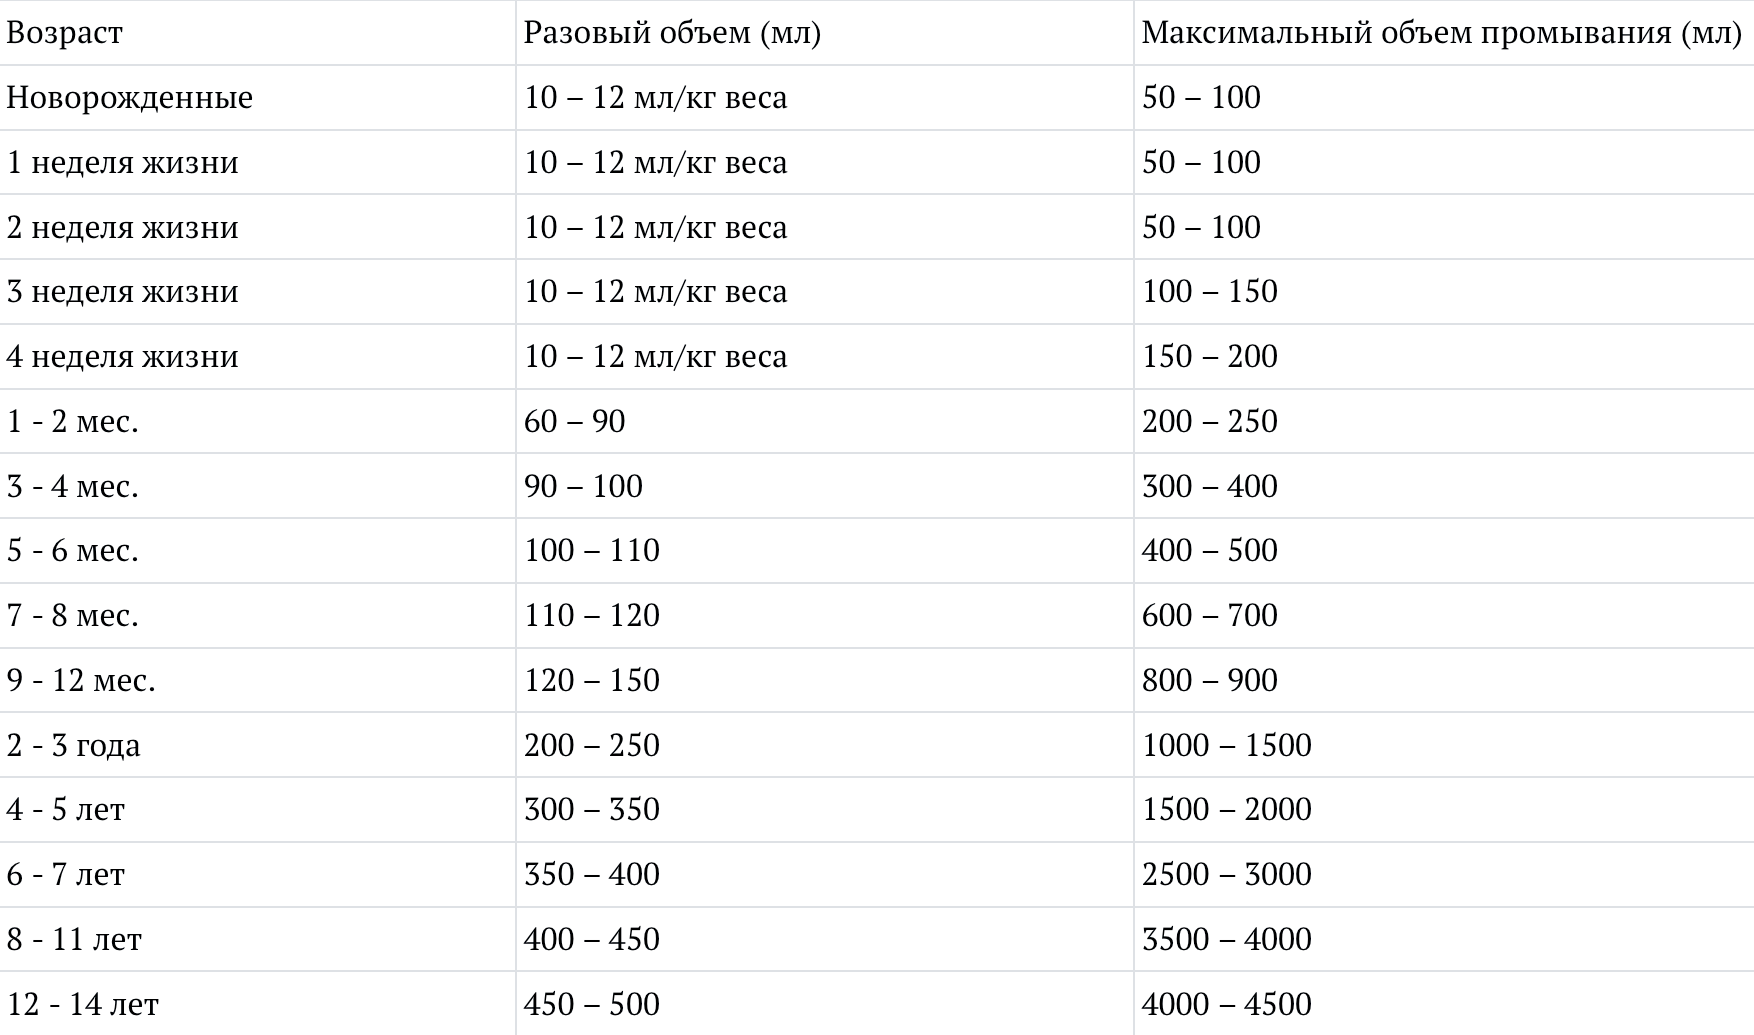 Возраст Разовый объем (мл) Максимальный объем промывания (мл)
Новорожденные 10 – 12 мл/кг веса 50 – 100
1 неделя жизни 10 – 12 мл/кг веса 50 – 100
2 неделя жизни 10 – 12 мл/кг веса 50 – 100
3 неделя жизни 10 – 12 мл/кг веса 100 – 150
4 неделя жизни 10 – 12 мл/кг веса 150 – 200
1 - 2 мес. 60 – 90 200 – 250
3 - 4 мес. 90 – 100 300 – 400
5 - 6 мес. 100 – 110 400 – 500
7 - 8 мес. 110 – 120 600 – 700
9 - 12 мес. 120 – 150 800 – 900
2 - 3 года 200 – 250 1000 – 1500
4 - 5 лет 300 – 350 1500 – 2000
6 - 7 лет 350 – 400 2500 – 3000
8 - 11 лет 400 – 450 3500 – 4000
12 - 14 лет 450 – 500 4000 – 4500